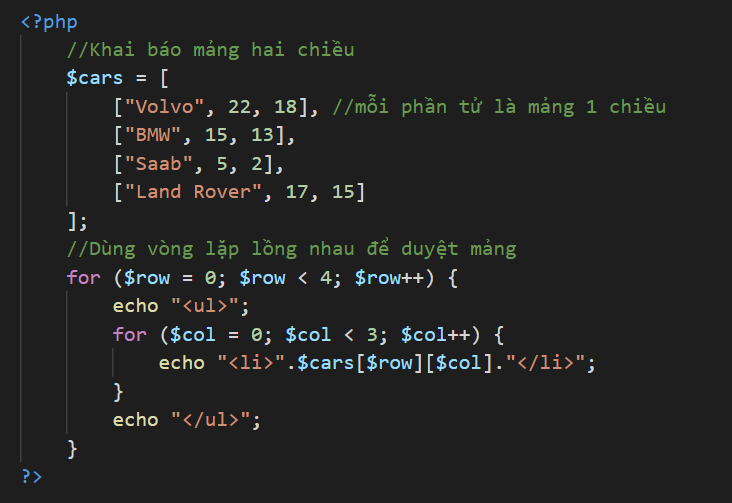 <?php
//Khai báo mảng hai chiều
$cars = [
["Volvo", 22, 18], //mỗi phần tử là mảng 1 chiều
["BMW", 15, 13],
["Saab", 5, 2],
["Land Rover", 17, 15]
];
//Dùng vòng lặp lồng nhau để duyệt mảng
for ($row = 0; $row < 4; $row++) {
echo "<ul>";
for ($col = 0; $col < 3; $col++) {
echo "<li>".$cars[$row][$col]."</li>";
}
echo "</ul>";
}
?>